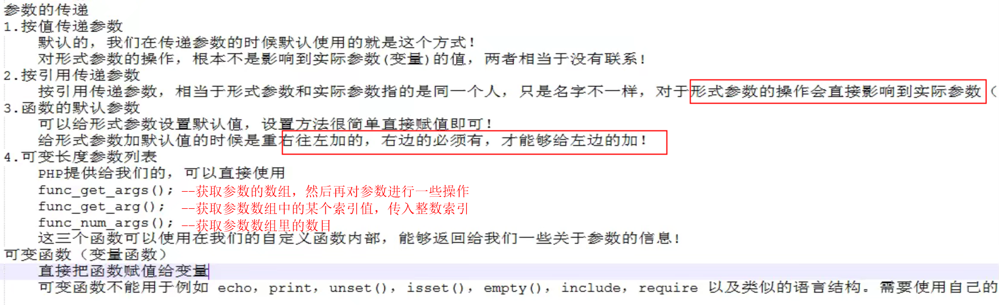 参数的传递
1.按值传递参数
默认的，我们在传递参数的时候默认使用的就是这个方式！
对形式参数的操作，根本不是影响到实际参数(变量)的值，两者相当于没有联系！
2.按引用传递参数
按引用传递参数，相当于形式参数和实际参数指的是同一个人，只是名字不一样，对于形式参数的操作会直接影响到实际参数（
3.函数的默认参数
可以给形式参数设置默认值，设置方法很简单直接赋值即可！
给形式参数加默认值的时候是重右往左加的，右边的必须有，才能够给左边的加！
4.可变长度参数列表
PHP提供给我们的，可以直接使用
func_get_args(); --获取参数的数组，然后再对参数进行一些操作
func_get_arg(); --获取参数数组中的某个索引值，传入整数索引
func_num_args(); --获取参数数组里的数目
这三个函数可以使用在我们的自定义函数内部，能够返回给我们一些关于参数的信息！
可变函数（变量函数）
直接把函数赋值给变量
可变函数不能用于例如 echo，print，unset()，isset()，empty()，include，require 以及类似的语言结构。需要使用自己的